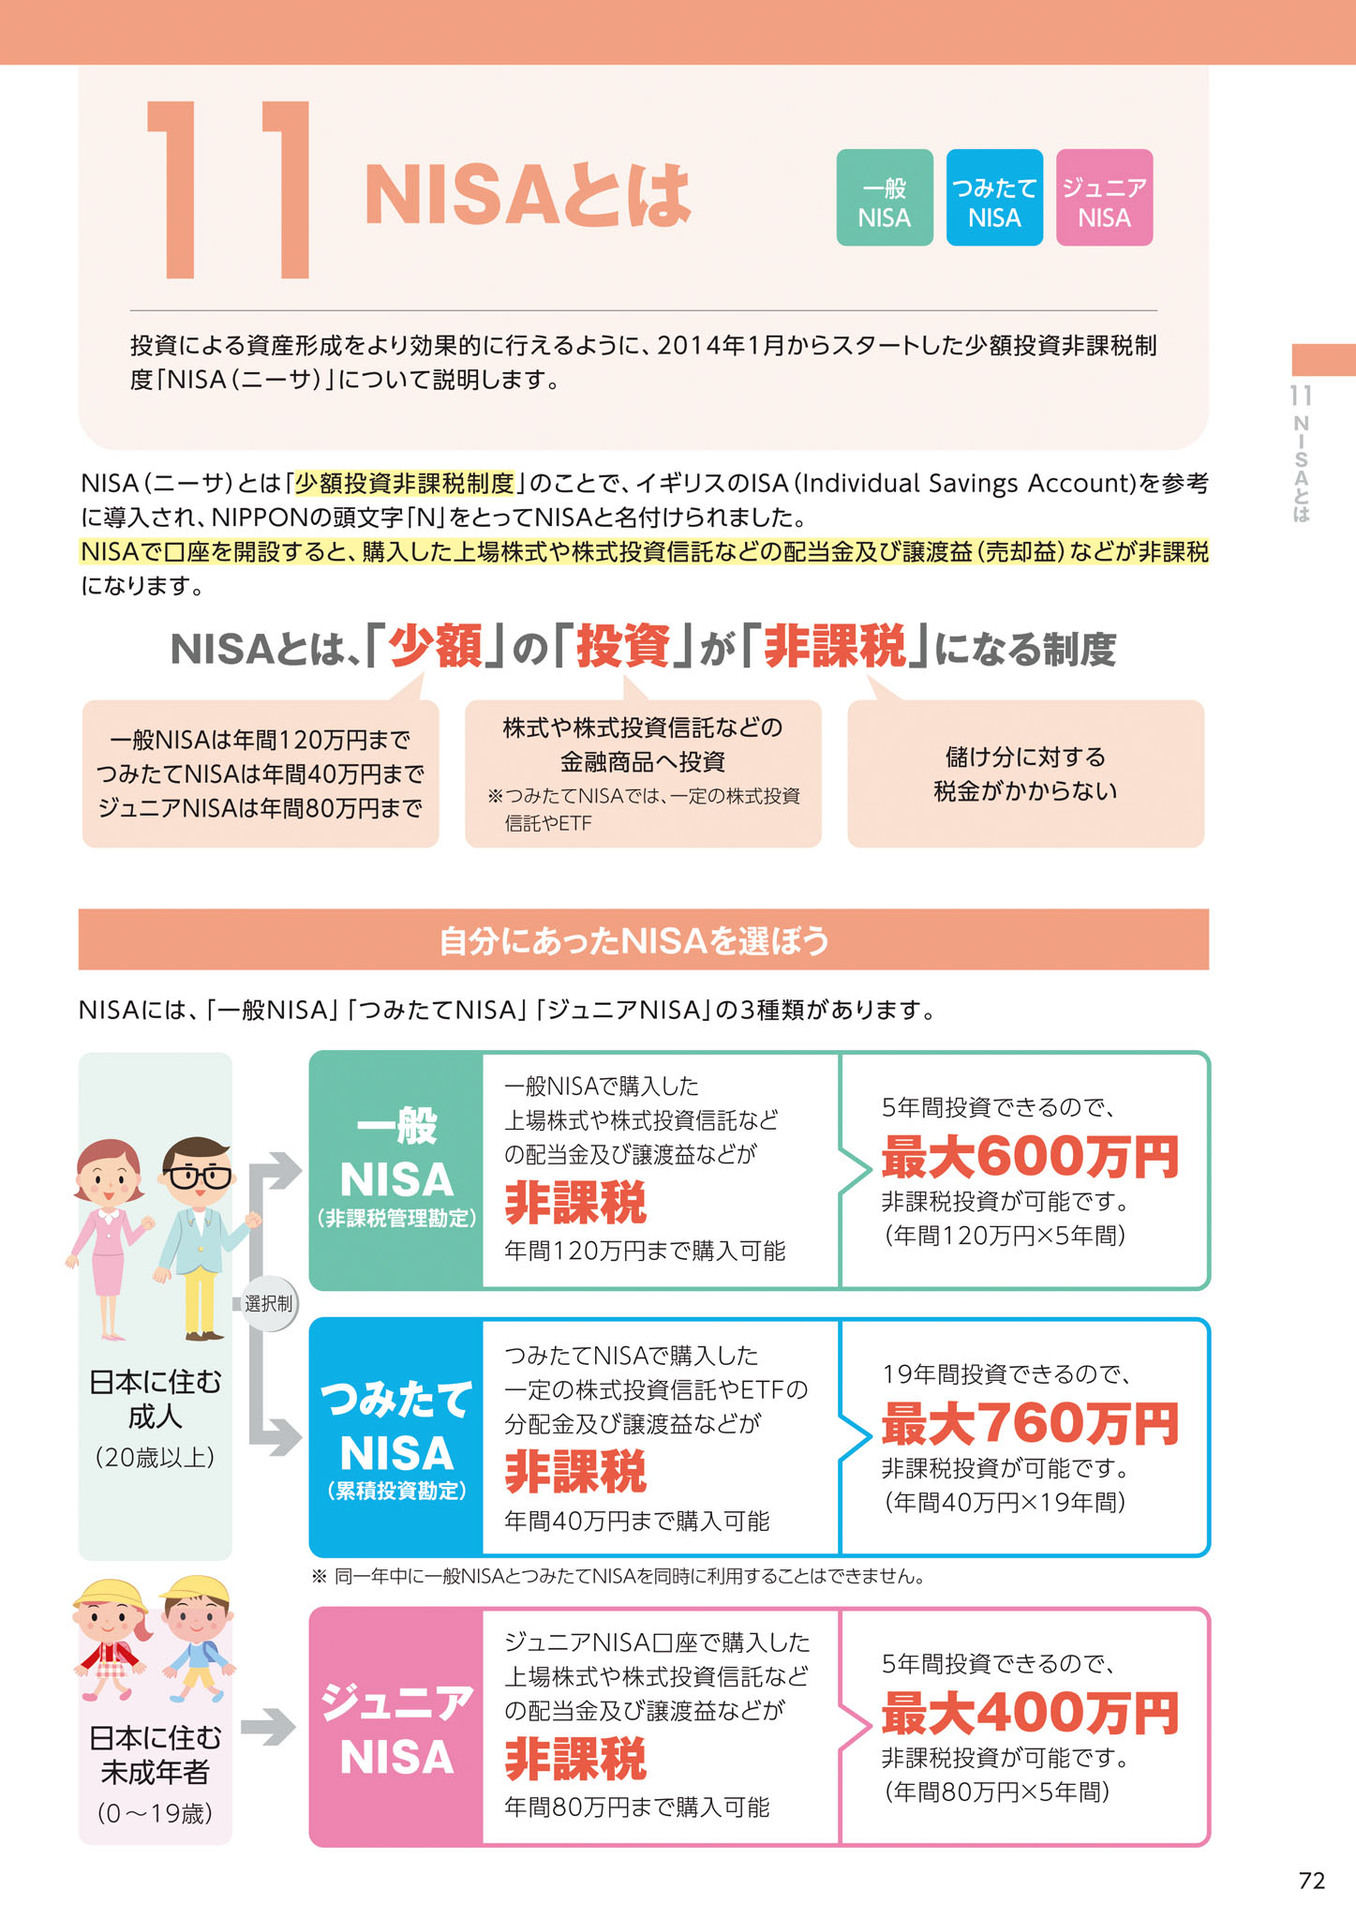 11
NISAとは
一般
NISA
つみたて
NISA
ジュニア
NISA
投資による資産形成をより効果的に行えるように、2014年1月からスタートした少額投資非課税制
度「NISA（ニーサ）」について説明します。
11 NISAとは
NISA（ニーサ）とは「少額投資非課税制度」のことで、イギリスのISA（Individual Savings Account)を参考
に導入され、NIPPONの頭文字「N」をとってNISAと名付けられました。
NISAで口座を開設すると、購入した上場株式や株式投資信託などの配当金及び譲渡益（売却益）などが非課税
になります。
NISAとは、「少額」の「投資」が「非課税」になる制度
一般NISAは年間120万円まで
つみたてNISAは年間40万円まで
ジュニアNISAは年間80万円まで
株式や株式投資信託などの
金融商品へ投資
※つみたてNISAでは、一定の株式投資
信託やETF
儲け分に対する
税金がかからない
自分にあったNISAを選ぼう
NISAには、「一般NISA」「つみたてNISA」「ジュニアNISA」の3種類があります。
日本に住む
成人
（20歳以上）
選択制
一般
NISA
（非課税管理勘定）
一般NISAで購入した
上場株式や株式投資信託など
の配当金及び譲渡益などが
非課税
年間120万円まで購入可能
5年間投資できるので、
最大600万円
非課税投資が可能です。
（年間120万円×5年間）
つみたて
NISA
（累積投資勘定）
つみたてNISAで購入した
一定の株式投資信託やETFの
分配金及び譲渡益などが
非課税
年間40万円まで購入可能
19年間投資できるので、
最大760万円
非課税投資が可能です。
（年間40万円×19年間）
※ 同一年中に一般NISAとつみたてNISAを同時に利用することはできません。
日本に住む
未成年者
（0～19歳）
ジュニア
NISA
ジュニアNISA口座で購入した
上場株式や株式投資信託など
の配当金及び譲渡益などが
非課税
年間80万円まで購入可能
5年間投資できるので、
最大400万円
非課税投資が可能です。
（年間80万円×5年間）
72